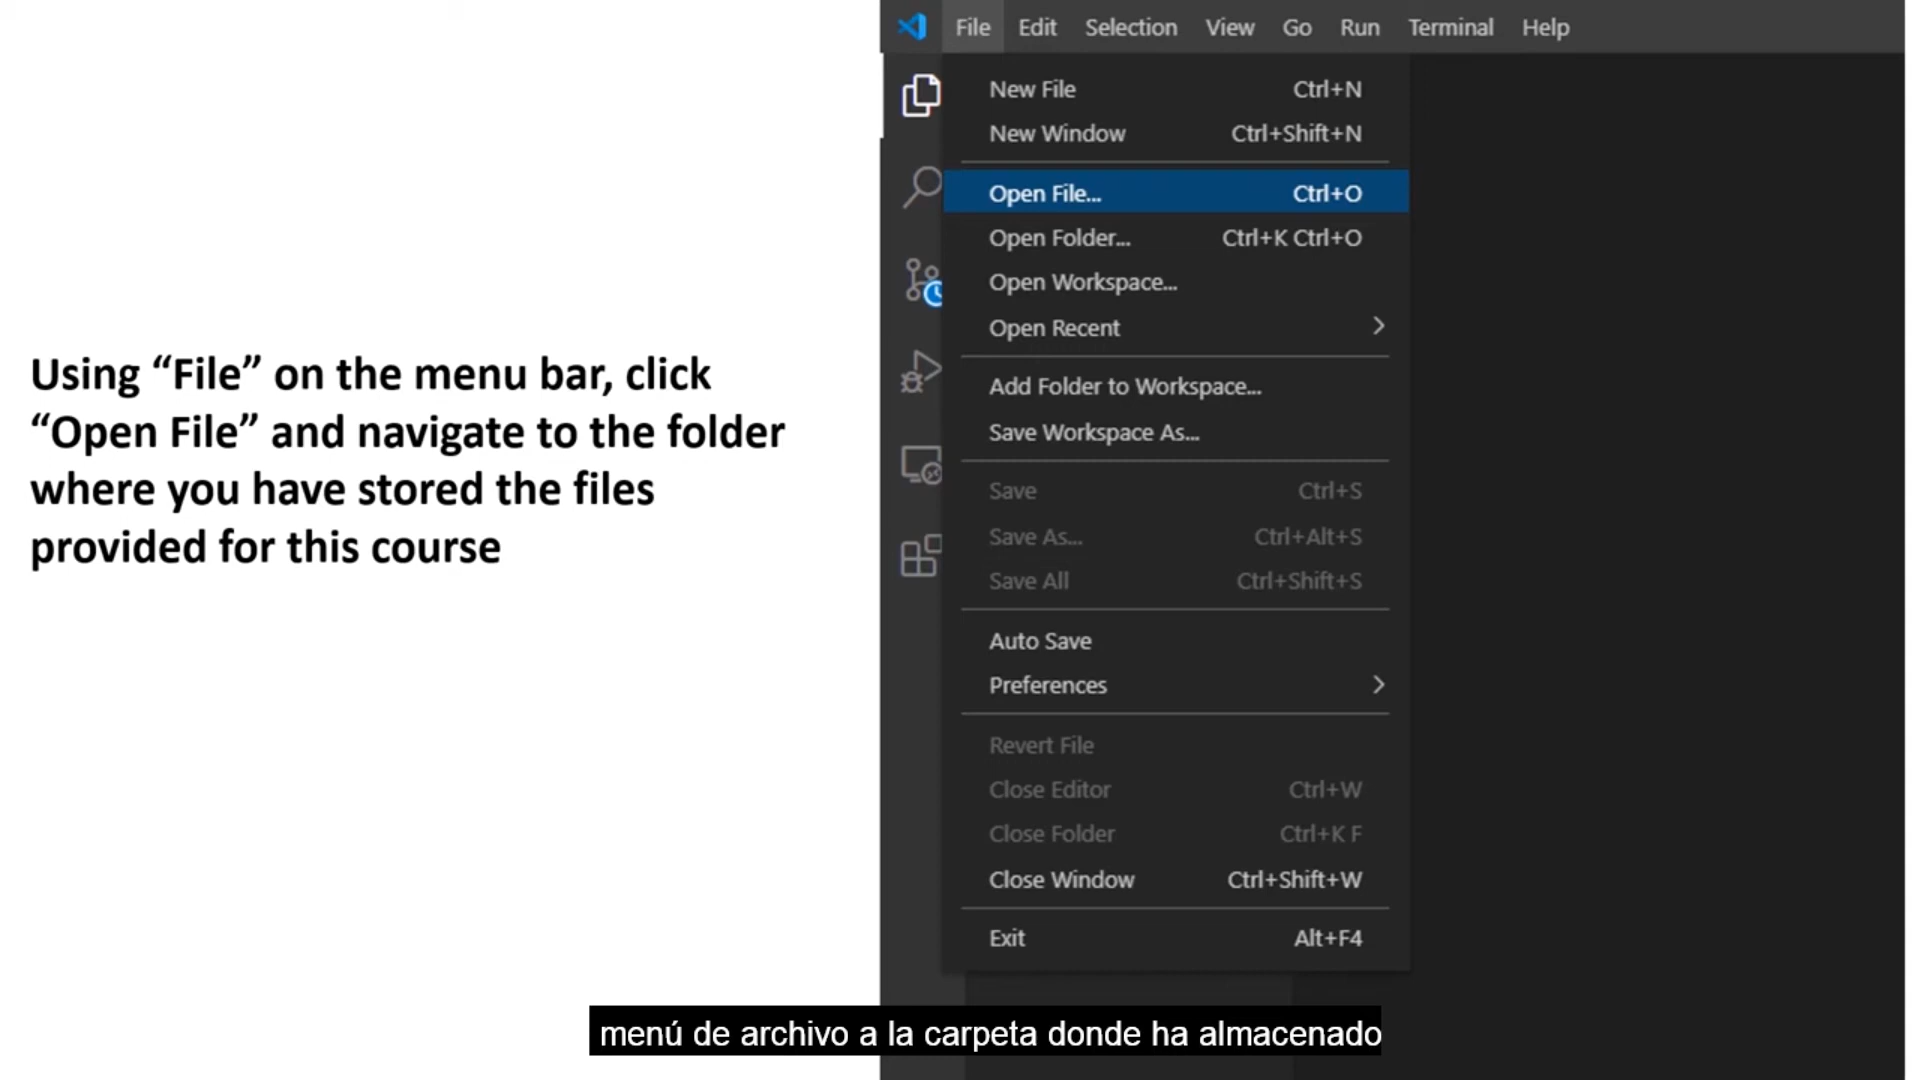 File Edit Selection View Go Run Terminal Help
New File Ctrl+N
New Window Ctrl+Shift+N
Open File... Ctrl+O
Open Folder... Ctrl+K Ctrl+O
Open Workspace...
Open Recent
Add Folder to Workspace...
Save Workspace As...
Save Ctrl+S
Save As... Ctrl+Alt+S
Save All Ctrl+Shift+S
Auto Save
Preferences
Revert File
Close Editor Ctrl+W
Close Folder Ctrl+K F
Close Window Ctrl+Shift+W
Exit Alt+F4
Using “File” on the menu bar, click
“Open File” and navigate to the folder
where you have stored the files
provided for this course
menú de archivo a la carpeta donde ha almacenado